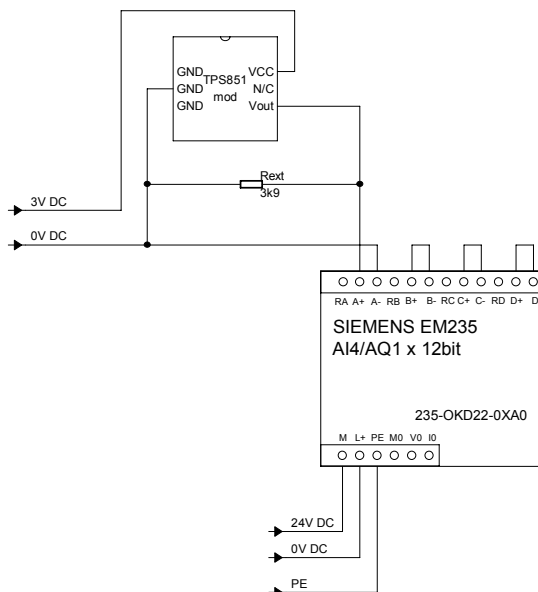 GND TPS851 VCC
GND mod N/C
GND Vout
Rext
3k9
3V DC
0V DC
RA A+ A- RB B+ B- RC C+ C- RD D+ D
SIEMENS EM235
AI4/AQ1 x 12bit
235-OKD22-0XA0
M L+ PE M0 V0 I0
24V DC
0V DC
PE